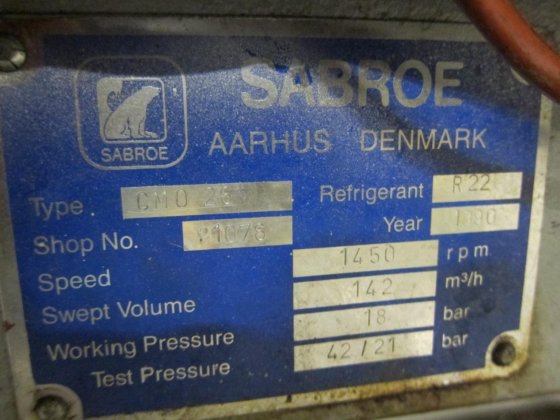 SABROE
SABROE
AARHUS DENMARK
Type CMO
Refrigerant R22
Shop No.
Year
Speed 1450 rpm
Swept Volume 142 m³/h
Working Pressure 18 bar
Test Pressure 42/21 bar